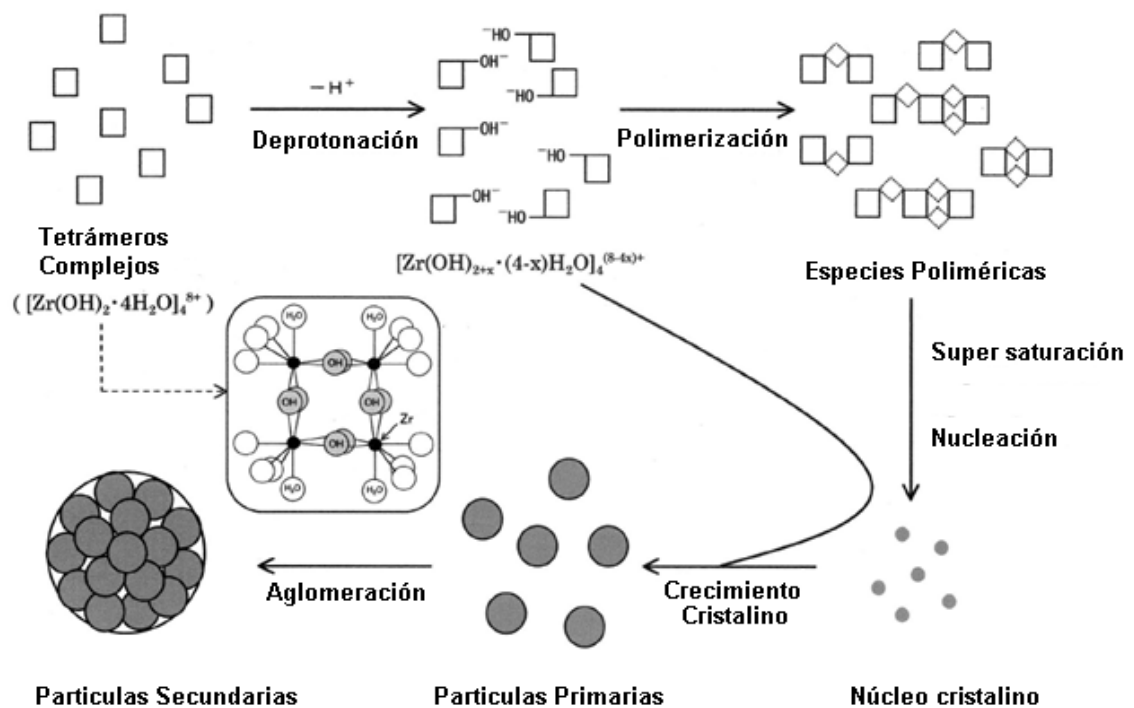 ⁻HO
OH⁻
⁻HO
OH⁻
⁻HO
OH⁻
⁻HO
− H⁺
Deprotonación
Polimerización
Tetrámeros
Complejos
( [Zr(OH)₂·4H₂O]₄⁸⁺ )
[Zr(OH)₂₊ₓ·(4-x)H₂O]₄⁽⁸⁻⁴ˣ⁾⁺
Especies Poliméricas
H₂O H₂O
OH
OH OH
Zr
OH
H₂O H₂O
Super saturación
Nucleación
Aglomeración
Crecimiento
Cristalino
Particulas Secundarias
Particulas Primarias
Núcleo cristalino